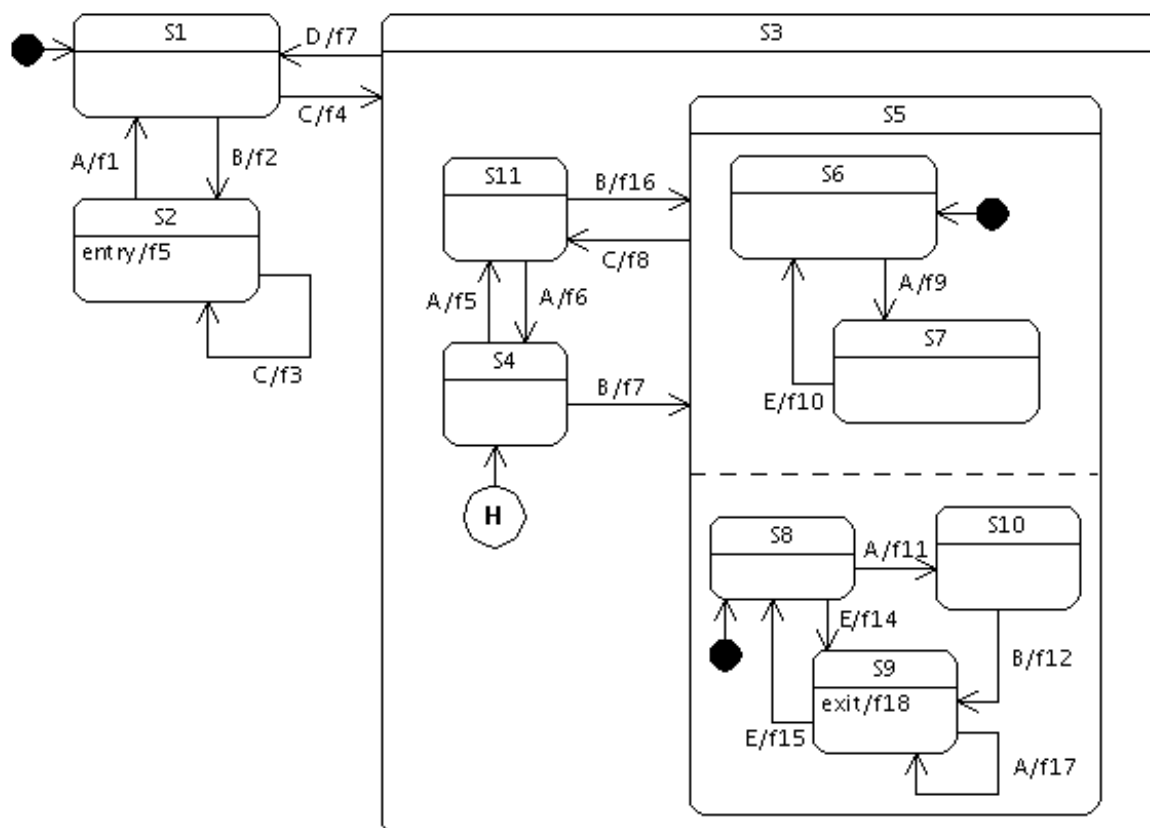 S1
D/f7
S3
C/f4
S5
A/f1
B/f2
S11
B/f16
S6
S2
entry/f5
C/f8
A/f9
A/f5
A/f6
S7
S4
C/f3
B/f7
E/f10
H
S8
S10
A/f11
E/f14
B/f12
S9
exit/f18
E/f15
A/f17